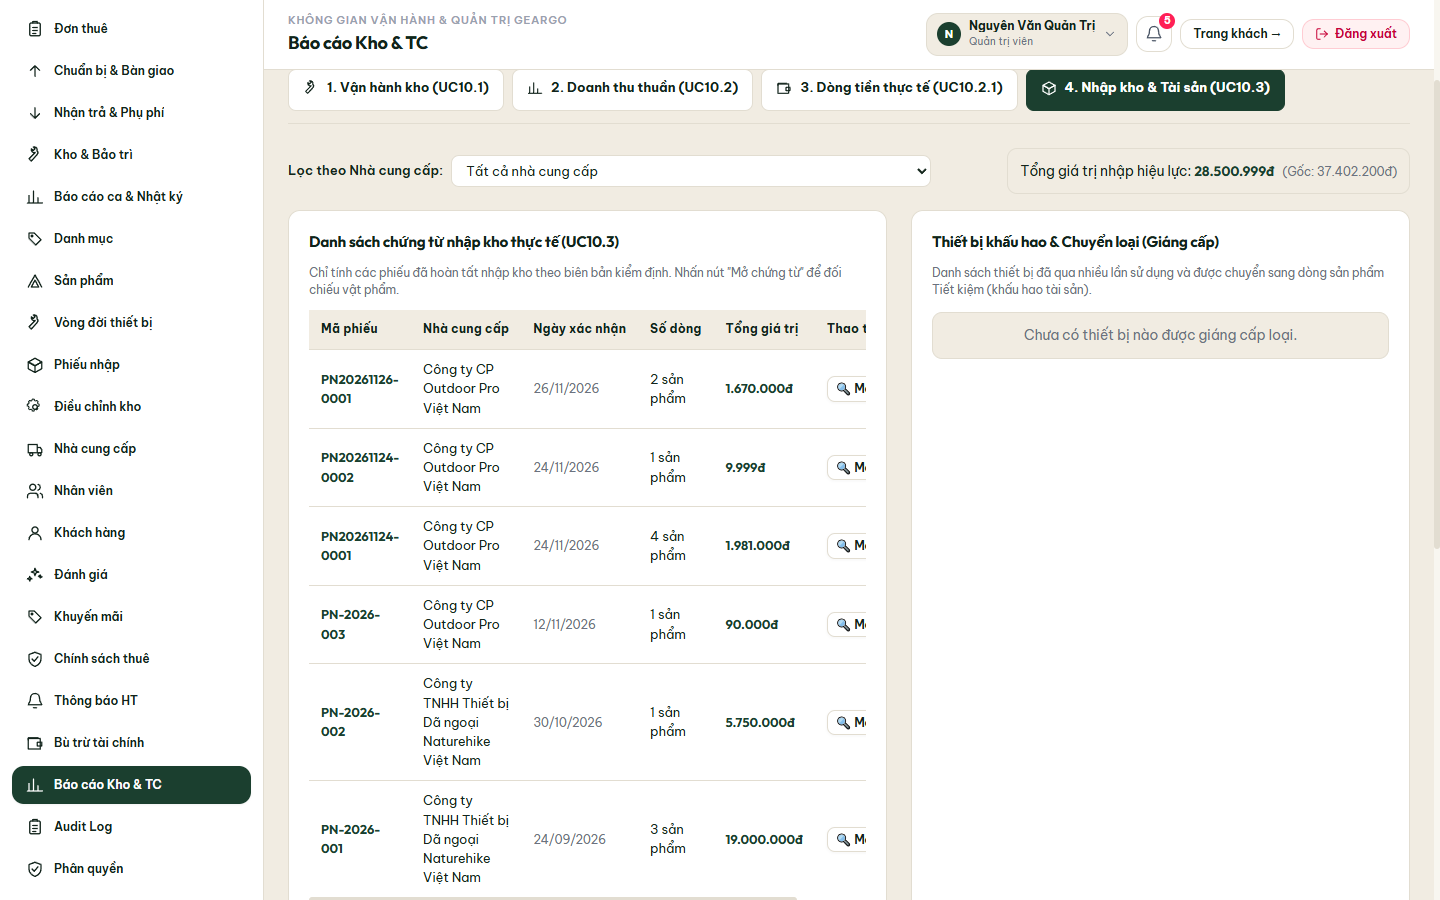 Đơn thuê
Chuẩn bị & Bàn giao
Nhận trả & Phụ phí
Kho & Bảo trì
Báo cáo ca & Nhật ký
Danh mục
Sản phẩm
Vòng đời thiết bị
Phiếu nhập
Điều chỉnh kho
Nhà cung cấp
Nhân viên
Khách hàng
Đánh giá
Khuyến mãi
Chính sách thuê
Thông báo HT
Bù trừ tài chính
Báo cáo Kho & TC
Audit Log
Phân quyền
KHÔNG GIAN VẬN HÀNH & QUẢN TRỊ GEARGO
Báo cáo Kho & TC
N
Nguyễn Văn Quản Trị
Quản trị viên
5
Trang khách →
Đăng xuất
1. Vận hành kho (UC10.1)
2. Doanh thu thuần (UC10.2)
3. Dòng tiền thực tế (UC10.2.1)
4. Nhập kho & Tài sản (UC10.3)
Lọc theo Nhà cung cấp:
Tất cả nhà cung cấp
Tổng giá trị nhập hiệu lực: 28.500.999đ (Gốc: 37.402.200đ)
Danh sách chứng từ nhập kho thực tế (UC10.3)
Chỉ tính các phiếu đã hoàn tất nhập kho theo biên bản kiểm định. Nhấn nút "Mở chứng từ" để đối
chiếu vật phẩm.
Mã phiếu Nhà cung cấp Ngày xác nhận Số dòng Tổng giá trị Thao t
PN20261126-
0001
Công ty CP
Outdoor Pro
Việt Nam
26/11/2026
2 sản
phẩm
1.670.000đ
🔍 Mở
PN20261124-
0002
Công ty CP
Outdoor Pro
Việt Nam
24/11/2026
1 sản
phẩm
9.999đ
🔍 Mở
PN20261124-
0001
Công ty CP
Outdoor Pro
Việt Nam
24/11/2026
4 sản
phẩm
1.981.000đ
🔍 Mở
PN-2026-
003
Công ty CP
Outdoor Pro
Việt Nam
12/11/2026
1 sản
phẩm
90.000đ
🔍 Mở
PN-2026-
002
Công ty
TNHH Thiết bị
Dã ngoại
Naturehike
Việt Nam
30/10/2026
1 sản
phẩm
5.750.000đ
🔍 Mở
PN-2026-
001
Công ty
TNHH Thiết bị
Dã ngoại
Naturehike
Việt Nam
24/09/2026
3 sản
phẩm
19.000.000đ
🔍 Mở
Thiết bị khấu hao & Chuyển loại (Giáng cấp)
Danh sách thiết bị đã qua nhiều lần sử dụng và được chuyển sang dòng sản phẩm
Tiết kiệm (khấu hao tài sản).
Chưa có thiết bị nào được giáng cấp loại.